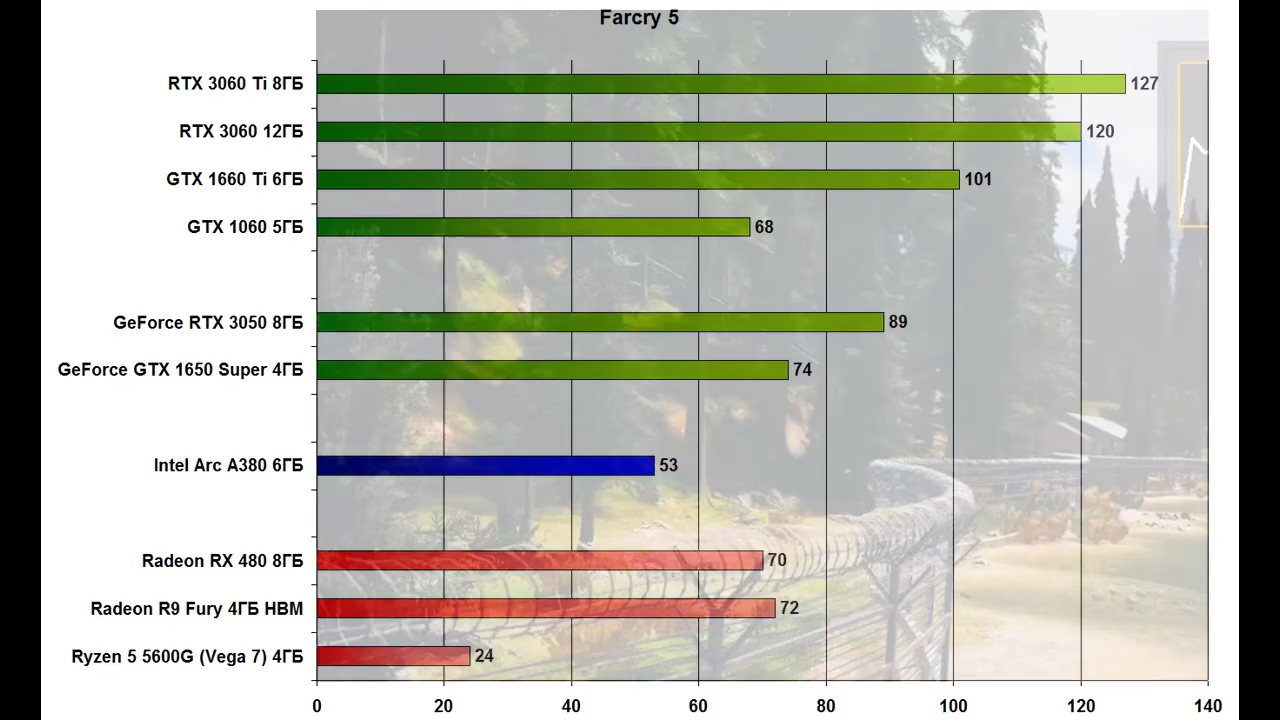 Farcry 5
RTX 3060 Ti 8ГБ 127
RTX 3060 12ГБ 120
GTX 1660 Ti 6ГБ 101
GTX 1060 5ГБ 68
GeForce RTX 3050 8ГБ 89
GeForce GTX 1650 Super 4ГБ 74
Intel Arc A380 6ГБ 53
Radeon RX 480 8ГБ 70
Radeon R9 Fury 4ГБ HBM 72
Ryzen 5 5600G (Vega 7) 4ГБ 24
0 20 40 60 80 100 120 140